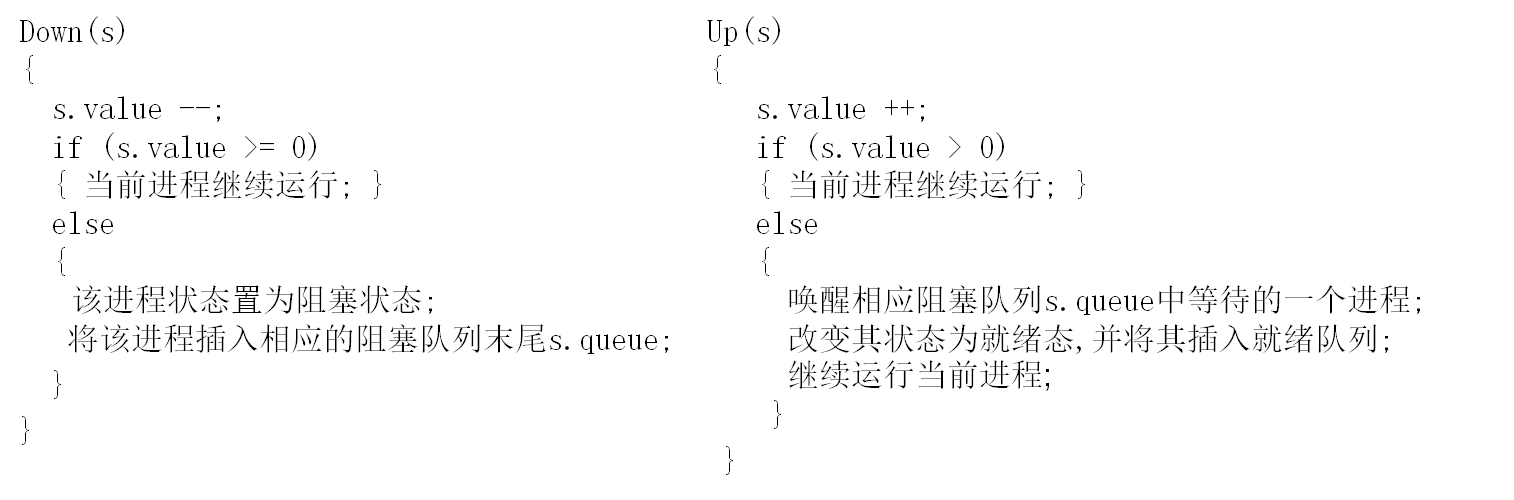 Down(s)
{
s.value --;
if (s.value >= 0)
{ 当前进程继续运行; }
else
{
该进程状态置为阻塞状态;
将该进程插入相应的阻塞队列末尾s.queue;
}
}
Up(s)
{
s.value ++;
if (s.value > 0)
{ 当前进程继续运行; }
else
{
唤醒相应阻塞队列s.queue中等待的一个进程;
改变其状态为就绪态,并将其插入就绪队列;
继续运行当前进程;
}
}